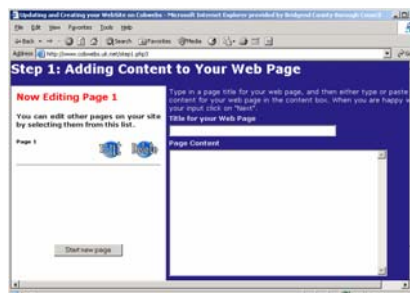 Updating and Creating your WebSite on Cobwebs - Microsoft Internet Explorer provided by Bridgend County Borough Council
File Edit View Favorites Tools Help
Back Search Favorites Media
Address http://www.cobwebs.uk.net/step1.php3
Step 1: Adding Content to Your Web Page
Now Editing Page 1
You can edit other pages on your site
by selecting them from this list.
Page 1
Start new page
Type in a page title for your web page, and then either type or paste
content for your web page in the content box. When you are happy w
your input click on "Next".
Title for your Web Page
Page Content